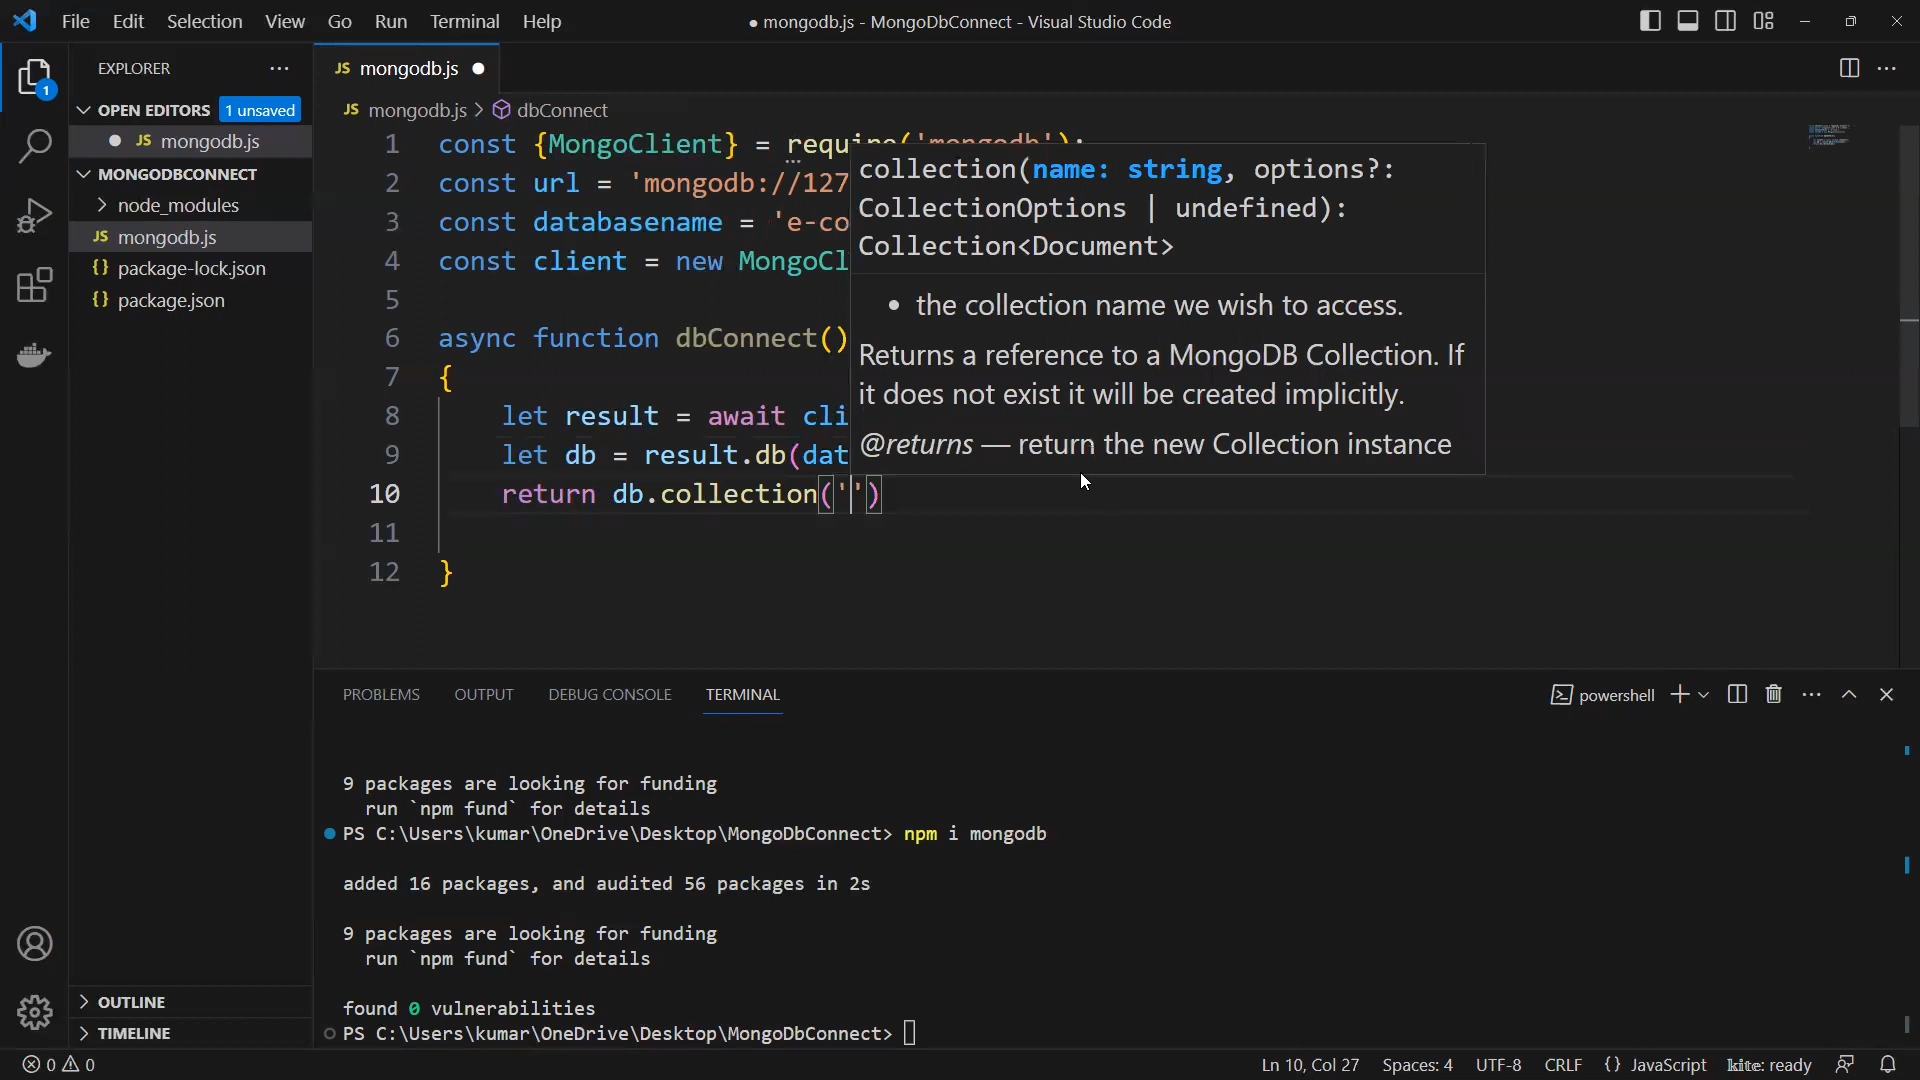 File Edit Selection View Go Run Terminal Help
● mongodb.js - MongoDbConnect - Visual Studio Code
EXPLORER
1
OPEN EDITORS 1 unsaved
JS mongodb.js
MONGODBCONNECT
node_modules
JS mongodb.js
{} package-lock.json
{} package.json
OUTLINE
TIMELINE
JS mongodb.js
JS mongodb.js > dbConnect
1 const {MongoClient} = require('mongodb');
2 const url = 'mongodb://127
3 const databasename = 'e-co
4 const client = new MongoCl
5
6 async function dbConnect()
7 {
8 let result = await cli
9 let db = result.db(dat
10 return db.collection('')
11
12 }
collection(name: string, options?:
CollectionOptions | undefined):
Collection<Document>
• the collection name we wish to access.
Returns a reference to a MongoDB Collection. If
it does not exist it will be created implicitly.
@returns — return the new Collection instance
PROBLEMS OUTPUT DEBUG CONSOLE TERMINAL
powershell
9 packages are looking for funding
run `npm fund` for details
PS C:\Users\kumar\OneDrive\Desktop\MongoDbConnect> npm i mongodb
added 16 packages, and audited 56 packages in 2s
9 packages are looking for funding
run `npm fund` for details
found 0 vulnerabilities
PS C:\Users\kumar\OneDrive\Desktop\MongoDbConnect>
0 0
Ln 10, Col 27 Spaces: 4 UTF-8 CRLF {} JavaScript kite: ready